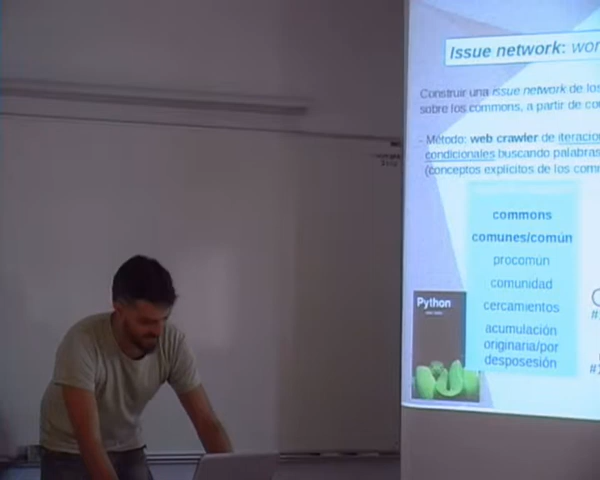 Issue network: wor
Construir una issue network de los
sobre los commons, a partir de co
- Método: web crawler de iteracio
condicionales buscando palabras
(conceptos explícitos de los com
commons
comunes/común
procomún
comunidad
cercamientos
acumulación
originaria/por
desposesión
Python
#
#